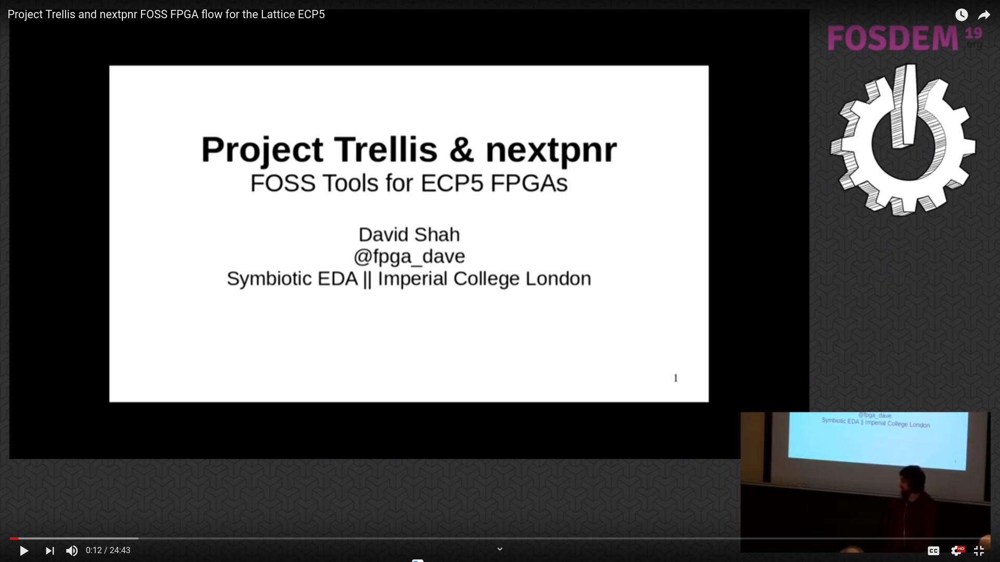 Project Trellis and nextpnr FOSS FPGA flow for the Lattice ECP5
FOSDEM 19
.org
Project Trellis & nextpnr
FOSS Tools for ECP5 FPGAs
David Shah
@fpga_dave
Symbiotic EDA || Imperial College London
1
@fpga_dave
Symbiotic EDA || Imperial College London
0:12 / 24:43
CC
HD